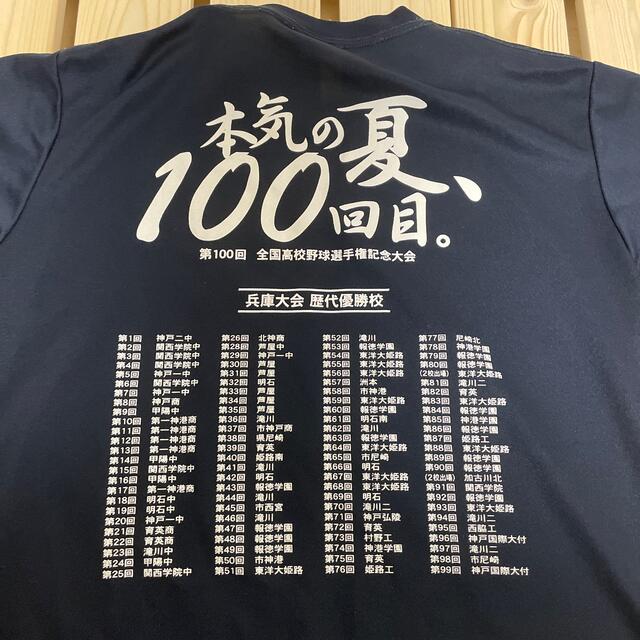 本気の夏、
100回目。
第100回 全国高校野球選手権記念大会
兵庫大会 歴代優勝校
第1回 神戸二中
第2回 関西学院中
第3回 関西学院中
第4回 関西学院中
第5回 神戸一中
第6回 関西学院中
第7回 神戸一中
第8回 神戸商
第9回 甲陽中
第10回 第一神港商
第11回 第一神港商
第12回 第一神港商
第13回 第一神港商
第14回 甲陽中
第15回 関西学院中
第16回 甲陽中
第17回 第一神港商
第18回 明石中
第19回 明石中
第20回 神戸一中
第21回 育英商
第22回 育英商
第23回 滝川中
第24回 甲陽中
第25回 関西学院中
第26回 北神商
第28回 芦屋中
第29回 神戸一中
第30回 芦屋
第31回 芦屋
第32回 明石
第33回 芦屋
第34回 芦屋
第35回 芦屋
第36回 滝川
第37回 市神戸商
第38回 県尼崎
第39回 育英
第40回 姫路南
第41回 滝川
第42回 明石
第43回 報徳学園
第44回 滝川
第45回 市西宮
第46回 滝川
第47回 報徳学園
第48回 報徳学園
第49回 報徳学園
第50回 市神港
第51回 東洋大姫路
第52回 滝川
第53回 報徳学園
第54回 東洋大姫路
第55回 東洋大姫路
第56回 東洋大姫路
第57回 洲本
第58回 市神港
第59回 東洋大姫路
第60回 報徳学園
第61回 明石南
第62回 滝川
第63回 報徳学園
第64回 東洋大姫路
第65回 市尼崎
第66回 明石
第67回 東洋大姫路
第68回 東洋大姫路
第69回 明石
第70回 滝川二
第71回 神戸弘陵
第72回 育英
第73回 村野工
第74回 神港学園
第75回 育英
第76回 姫路工
第77回 尼崎北
第78回 神港学園
第79回 報徳学園
第80回 報徳学園
(2校出場) 東洋大姫路
第81回 滝川二
第82回 育英
第83回 東洋大姫路
第84回 報徳学園
第85回 神港学園
第86回 報徳学園
第87回 姫路工
第88回 東洋大姫路
第89回 報徳学園
第90回 報徳学園
(2校出場) 加古川北
第91回 関西学院
第92回 報徳学園
第93回 東洋大姫路
第94回 滝川二
第95回 西脇工
第96回 神戸国際大付
第97回 滝川二
第98回 市尼崎
第99回 神戸国際大付